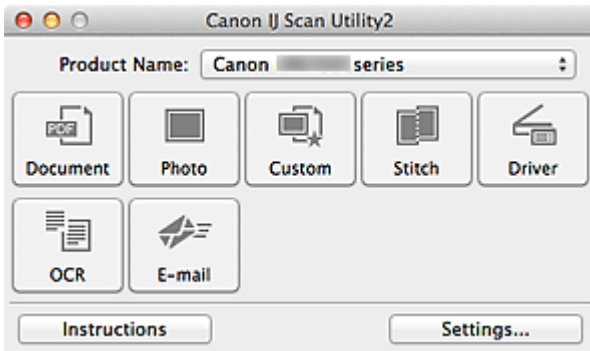 Canon IJ Scan Utility2
Product Name: Canon series
PDF
Document Photo Custom Stitch Driver
OCR E-mail
Instructions Settings...